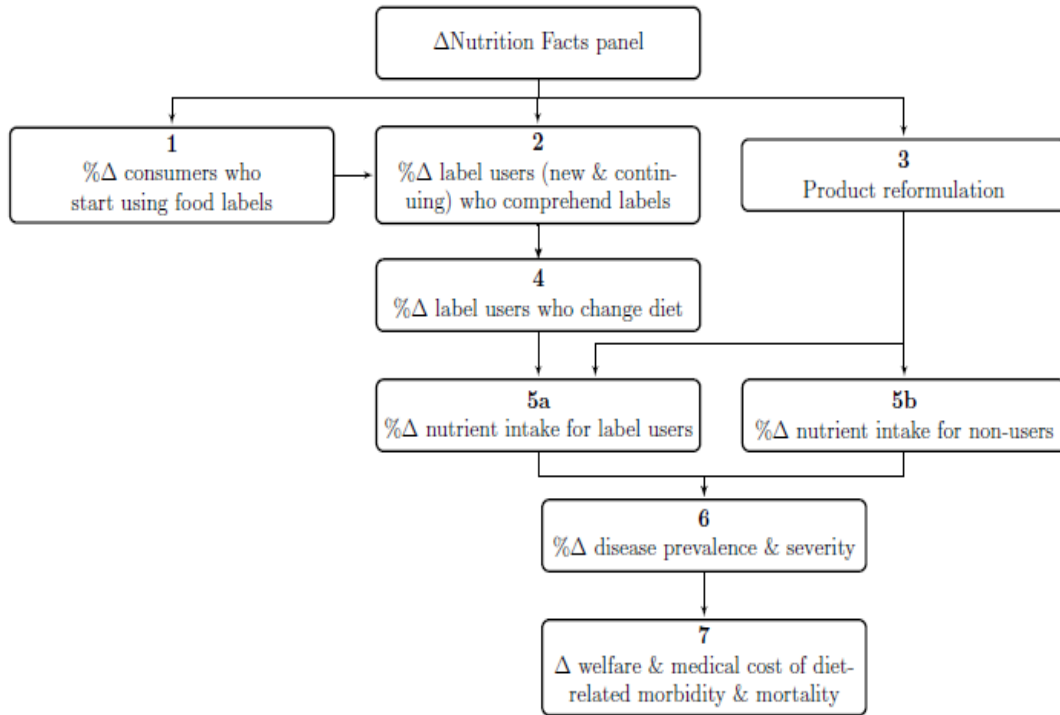 ΔNutrition Facts panel
1
%Δ consumers who
start using food labels
2
%Δ label users (new & contin-
uing) who comprehend labels
3
Product reformulation
4
%Δ label users who change diet
5a
%Δ nutrient intake for label users
5b
%Δ nutrient intake for non-users
6
%Δ disease prevalence & severity
7
Δ welfare & medical cost of diet-
related morbidity & mortality